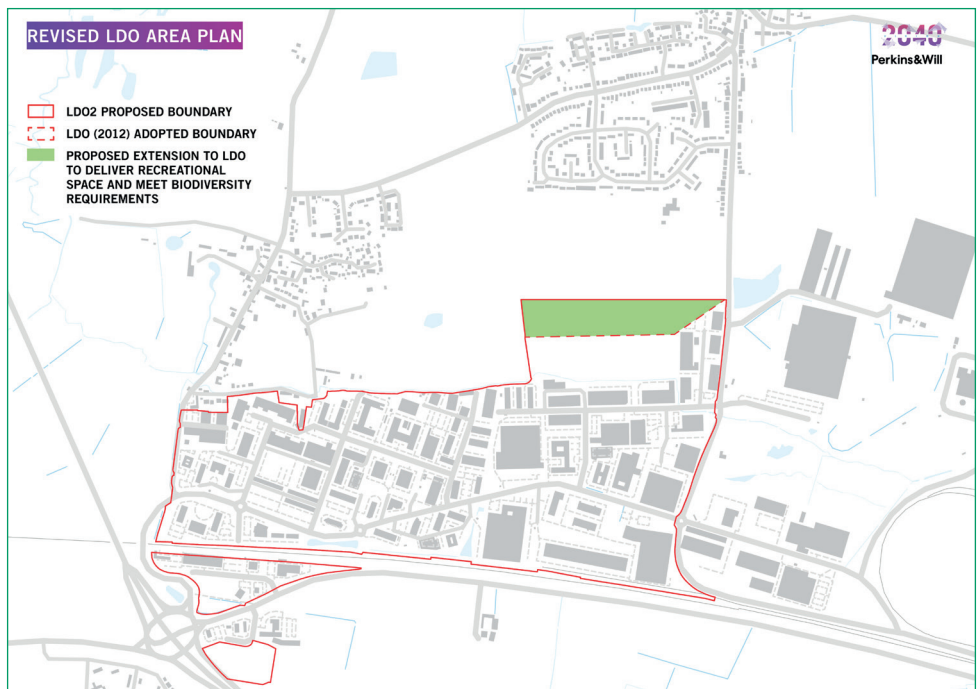 REVISED LDO AREA PLAN
2040
Perkins&Will
LDO2 PROPOSED BOUNDARY
LDO (2012) ADOPTED BOUNDARY
PROPOSED EXTENSION TO LDO
TO DELIVER RECREATIONAL
SPACE AND MEET BIODIVERSITY
REQUIREMENTS